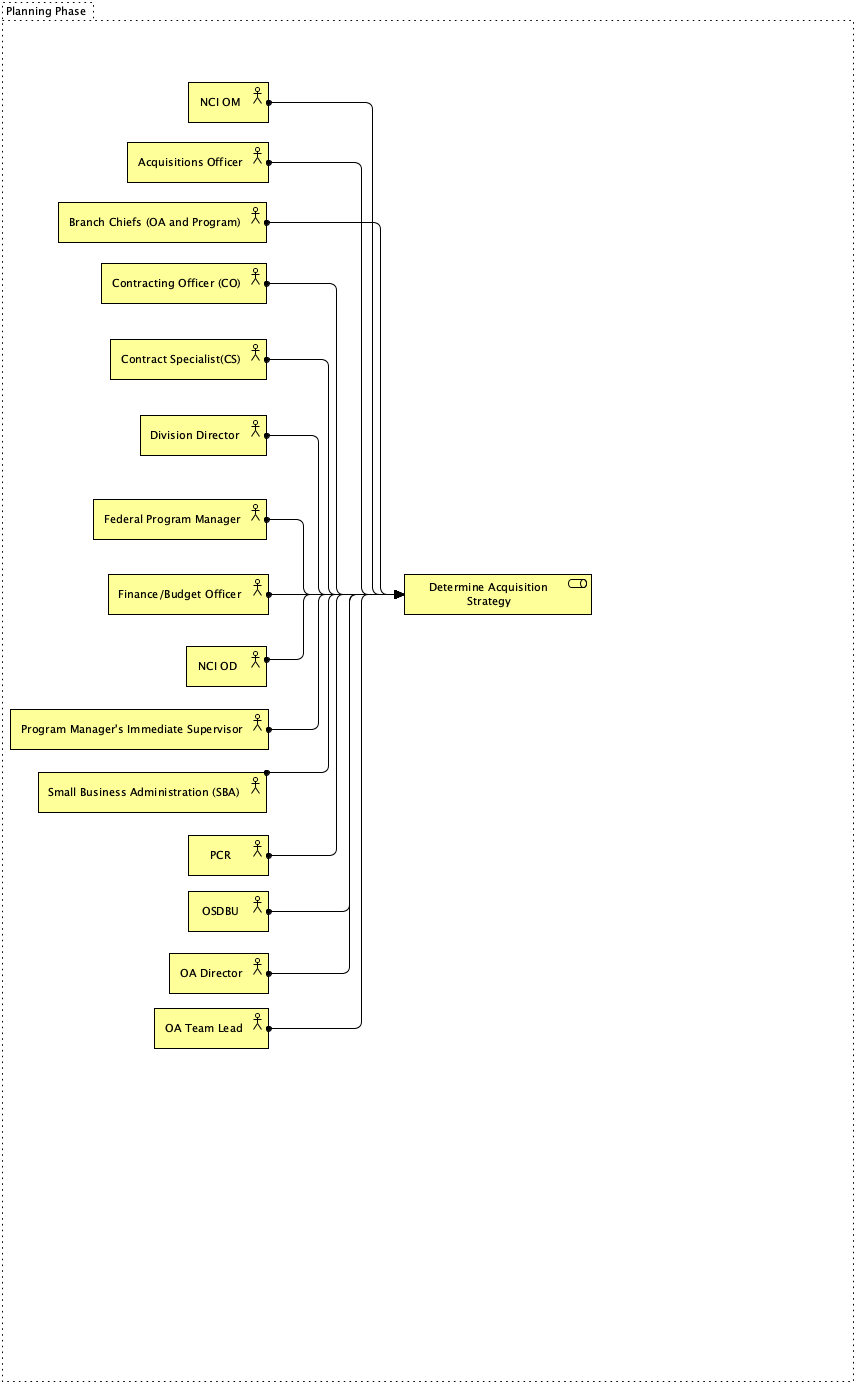 Planning Phase
NCI OM
Acquisitions Officer
Branch Chiefs (OA and Program)
Contracting Officer (CO)
Contract Specialist(CS)
Division Director
Federal Program Manager
Finance/Budget Officer
Determine Acquisition
Strategy
NCI OD
Program Manager's Immediate Supervisor
Small Business Administration (SBA)
PCR
OSDBU
OA Director
OA Team Lead